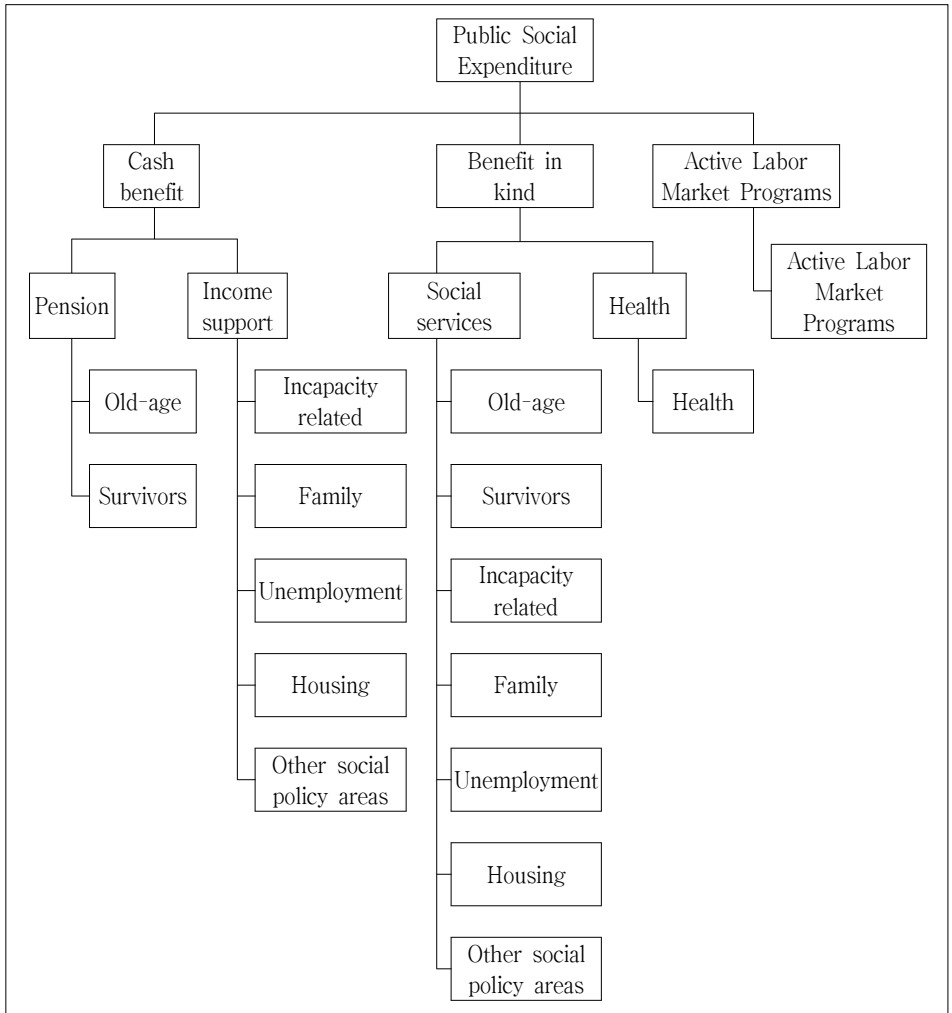 Public Social
Expenditure
Cash
benefit
Benefit in
kind
Active Labor
Market Programs
Pension
Income
support
Social
services
Health
Active Labor
Market
Programs
Old-age
Survivors
Incapacity
related
Family
Unemployment
Housing
Other social
policy areas
Old-age
Survivors
Incapacity
related
Family
Unemployment
Housing
Other social
policy areas
Health